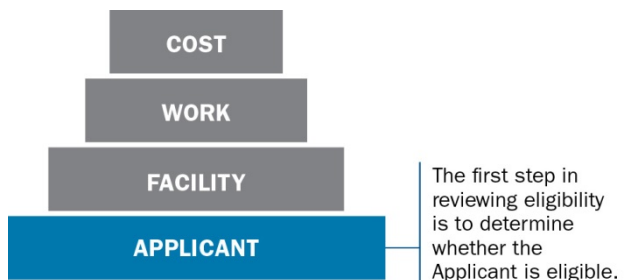 COST
WORK
FACILITY
APPLICANT
The first step in
reviewing eligibility
is to determine
whether the
Applicant is eligible.